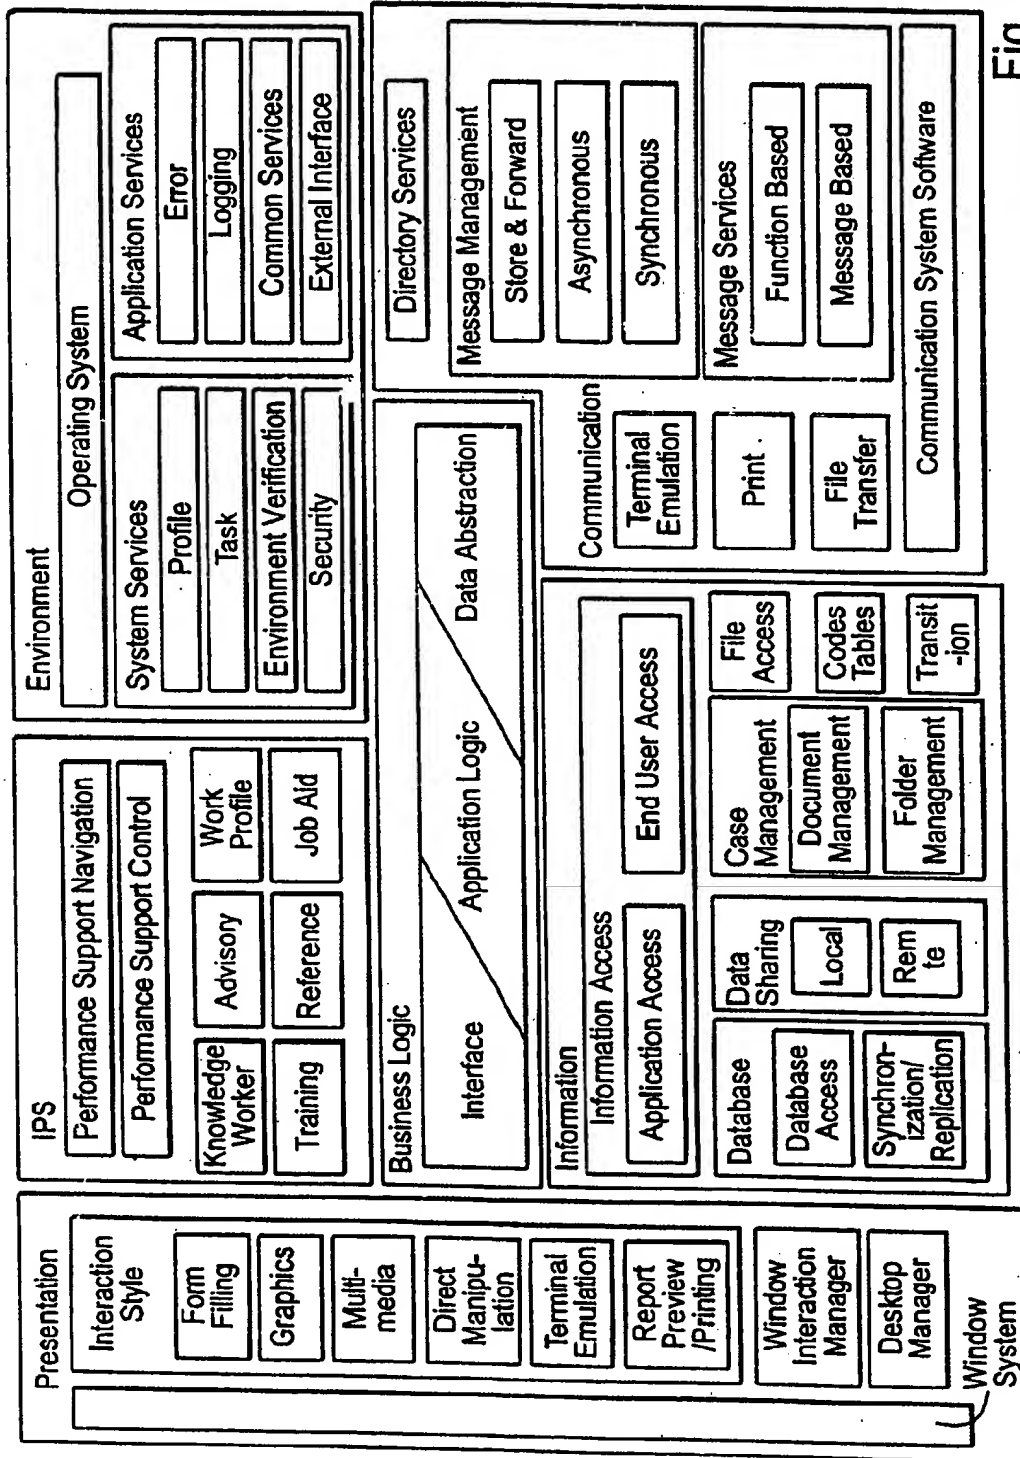 Presentation
Interaction
Style
Form
Filling
Graphics
Multi-
media
Direct
Manipu-
lation
Terminal
Emulation
Report
Preview
/Printing
Window
Interaction
Manager
Desktop
Manager
Window
System
IPS
Performance Support Navigation
Performance Support Control
Knowledge
Worker
Advisory
Work
Profile
Training
Reference
Job Aid
Environment
Operating System
System Services
Profile
Task
Environment Verification
Security
Application Services
Error
Logging
Common Services
External Interface
Business Logic
Interface
Application Logic
Data Abstraction
Information
Information Access
Application Access
End User Access
Database
Database
Access
Synchron-
ization/
Replication
Data
Sharing
Local
Rem
te
Case
Management
Document
Management
Folder
Management
File
Access
Codes
Tables
Transit
-ion
Communication
Directory Services
Terminal
Emulation
Print
File
Transfer
Message Management
Store & Forward
Asynchronous
Synchronous
Message Services
Function Based
Message Based
Communication System Software
Fig